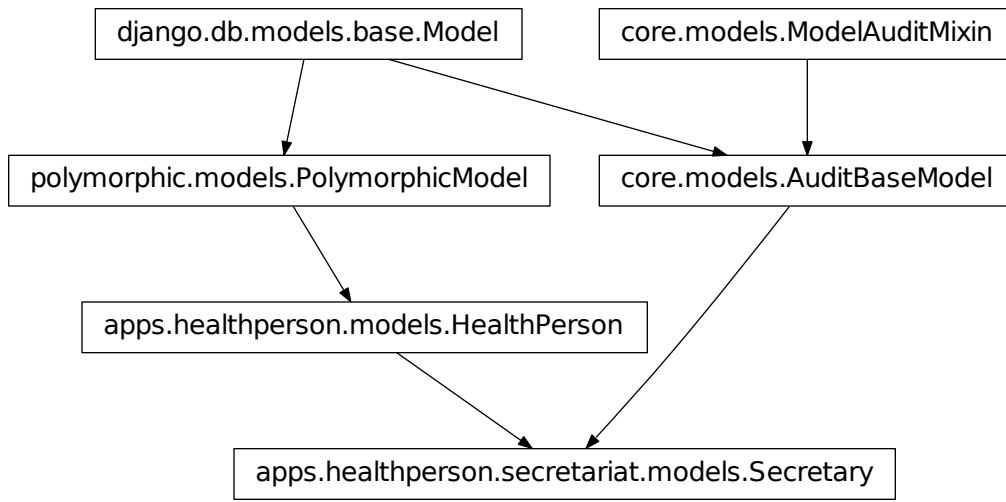 django.db.models.base.Model
core.models.ModelAuditMixin
polymorphic.models.PolymorphicModel
core.models.AuditBaseModel
apps.healthperson.models.HealthPerson
apps.healthperson.secretariat.models.Secretary